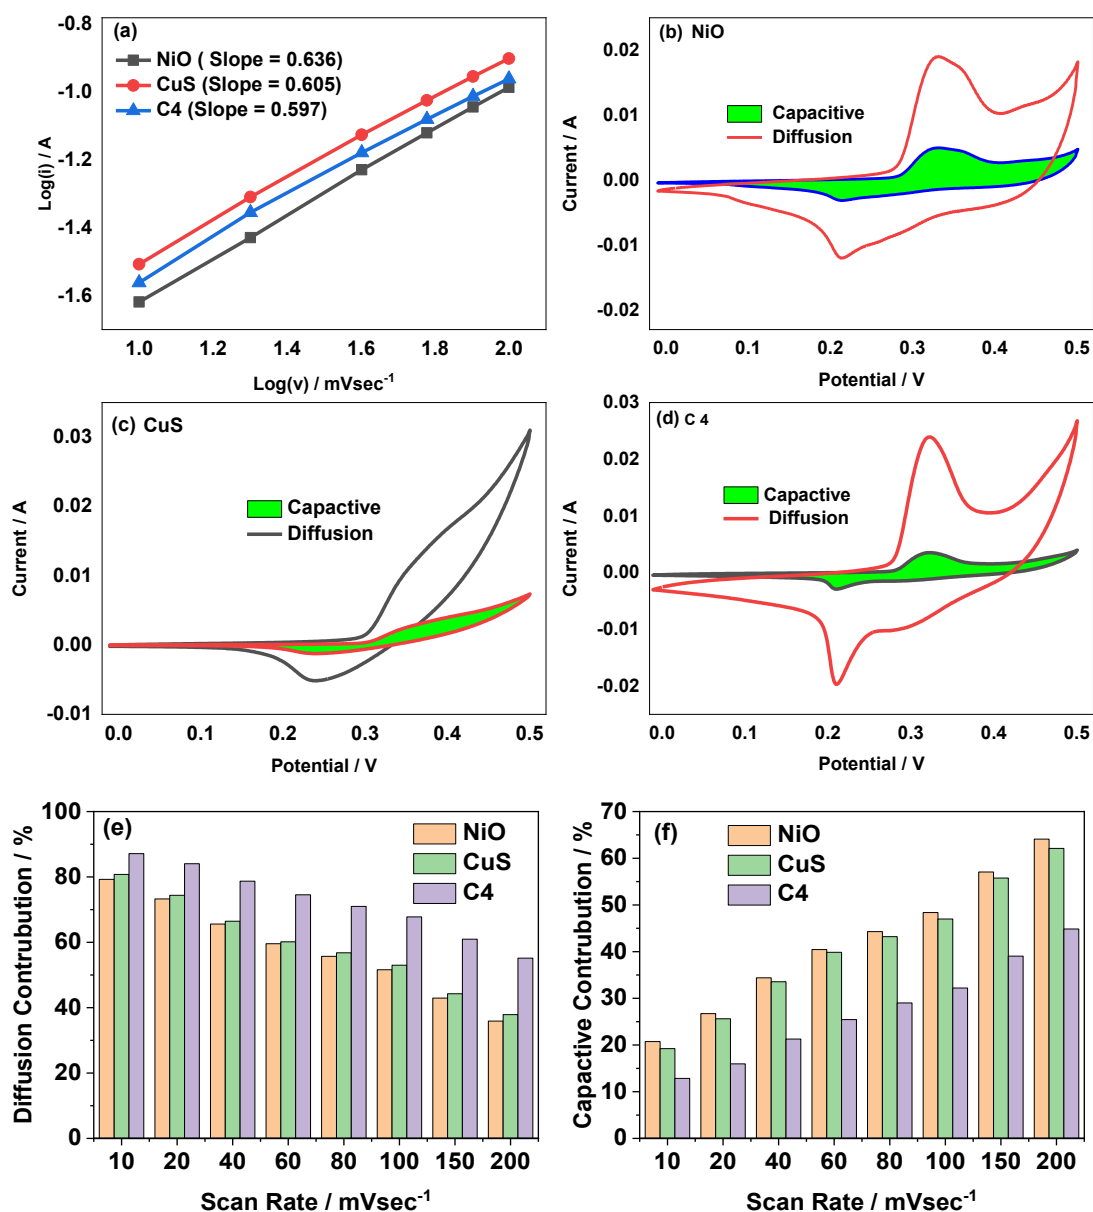 (a)
NiO ( Slope = 0.636)
CuS (Slope = 0.605)
C4 (Slope = 0.597)
-0.8
-1.0
-1.2
-1.4
-1.6
Log(i) / A
1.0 1.2 1.4 1.6 1.8 2.0
Log(v) / mVsec⁻¹
(b) NiO
Capacitive
Diffusion
0.02
0.01
0.00
-0.01
-0.02
Current / A
0.0 0.1 0.2 0.3 0.4 0.5
Potential / V
(c) CuS
Capactive
Diffusion
0.03
0.02
0.01
0.00
-0.01
Current / A
0.0 0.1 0.2 0.3 0.4 0.5
Potential / V
(d) C 4
Capactive
Diffusion
0.03
0.02
0.01
0.00
-0.01
-0.02
Current / A
0.0 0.1 0.2 0.3 0.4 0.5
Potential / V
(e)
NiO
CuS
C4
100
80
60
40
20
0
Diffusion Contrubution / %
10 20 40 60 80 100 150 200
Scan Rate / mVsec⁻¹
(f)
NiO
CuS
C4
70
60
50
40
30
20
10
0
Capactive Contrubution / %
10 20 40 60 80 100 150 200
Scan Rate / mVsec⁻¹